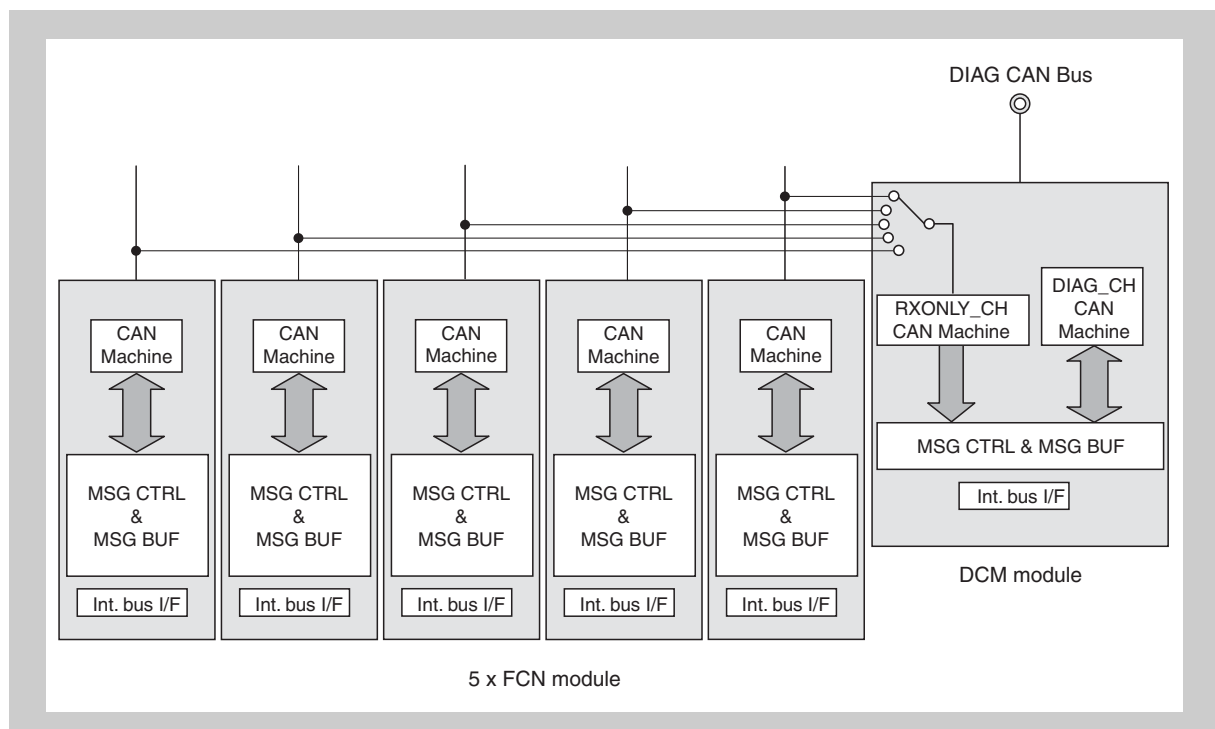 DIAG CAN Bus
CAN
Machine
MSG CTRL
&
MSG BUF
Int. bus I/F
CAN
Machine
MSG CTRL
&
MSG BUF
Int. bus I/F
CAN
Machine
MSG CTRL
&
MSG BUF
Int. bus I/F
CAN
Machine
MSG CTRL
&
MSG BUF
Int. bus I/F
CAN
Machine
MSG CTRL
&
MSG BUF
Int. bus I/F
5 x FCN module
RXONLY_CH
CAN Machine
DIAG_CH
CAN
Machine
MSG CTRL & MSG BUF
Int. bus I/F
DCM module